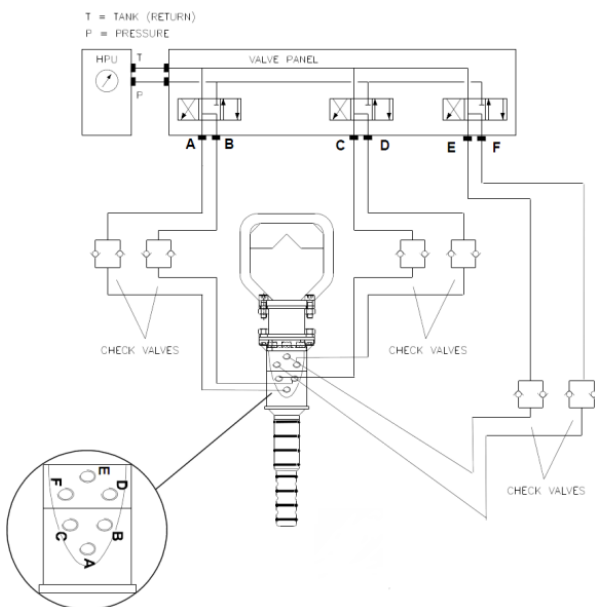 T = TANK (RETURN)
P = PRESSURE
HPU
T
P
VALVE PANEL
A
B
C
D
E
F
CHECK VALVES
CHECK VALVES
CHECK VALVES
E
F
D
C
B
A